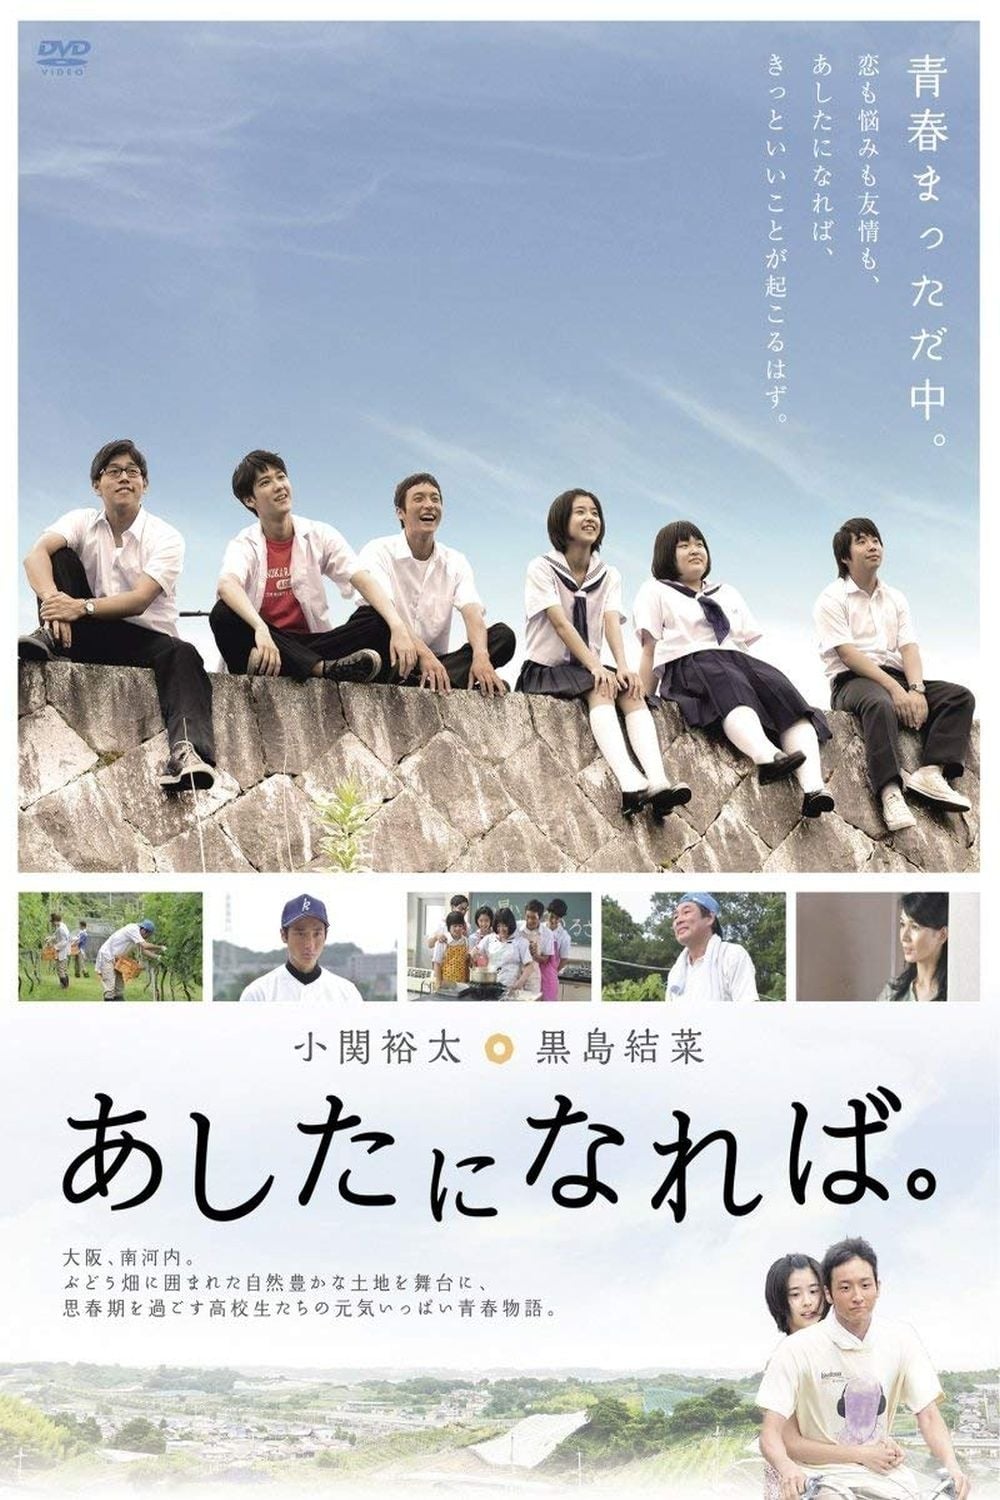 DVD
VIDEO
青春まっただ中。
恋も悩みも友情も、
あしたになれば、
きっといいことが起こるはず。
小関裕太
黒島結菜
あしたになれば。
大阪、南河内。
ぶどう畑に囲まれた自然豊かな土地を舞台に、
思春期を過ごす高校生たちの元気いっぱい青春物語。